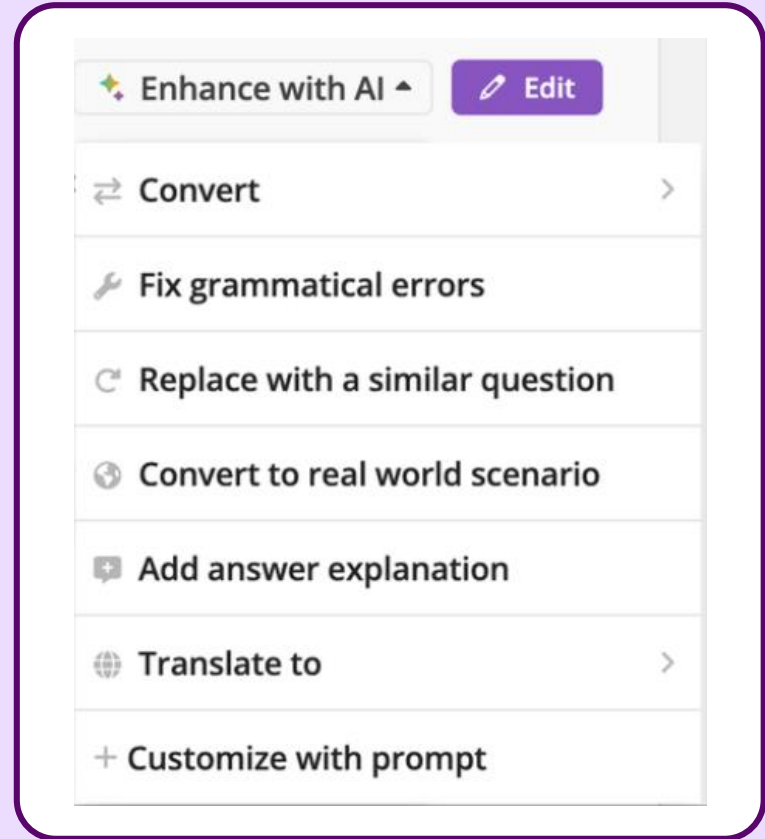 Enhance with AI Edit
Convert
Fix grammatical errors
Replace with a similar question
Convert to real world scenario
Add answer explanation
Translate to
Customize with prompt